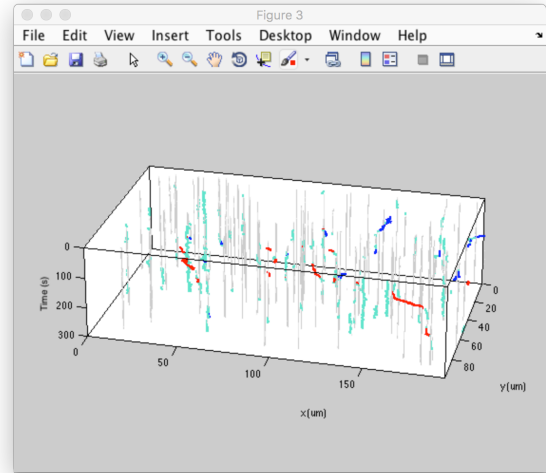 Figure 3
File Edit View Insert Tools Desktop Window Help
0
100
200
300
Time (s)
0
50
100
150
x(um)
0
20
40
60
80
y(um)